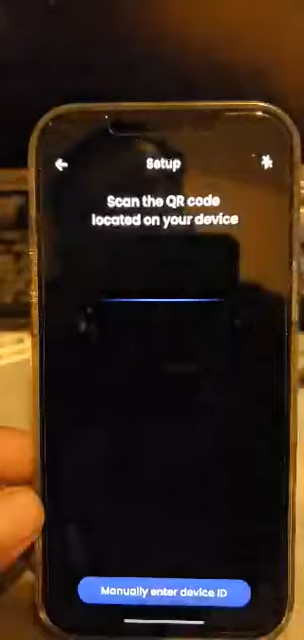 Setup
Scan the QR code
located on your device
Manually enter device ID